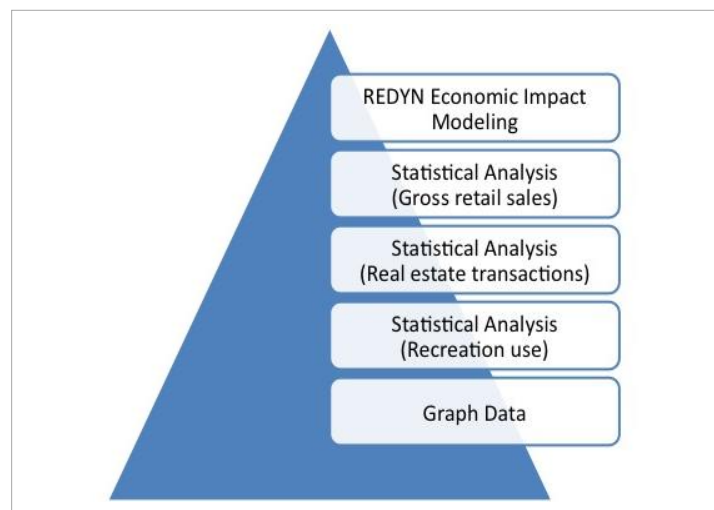 REDYN Economic Impact
Modeling
Statistical Analysis
(Gross retail sales)
Statistical Analysis
(Real estate transactions)
Statistical Analysis
(Recreation use)
Graph Data